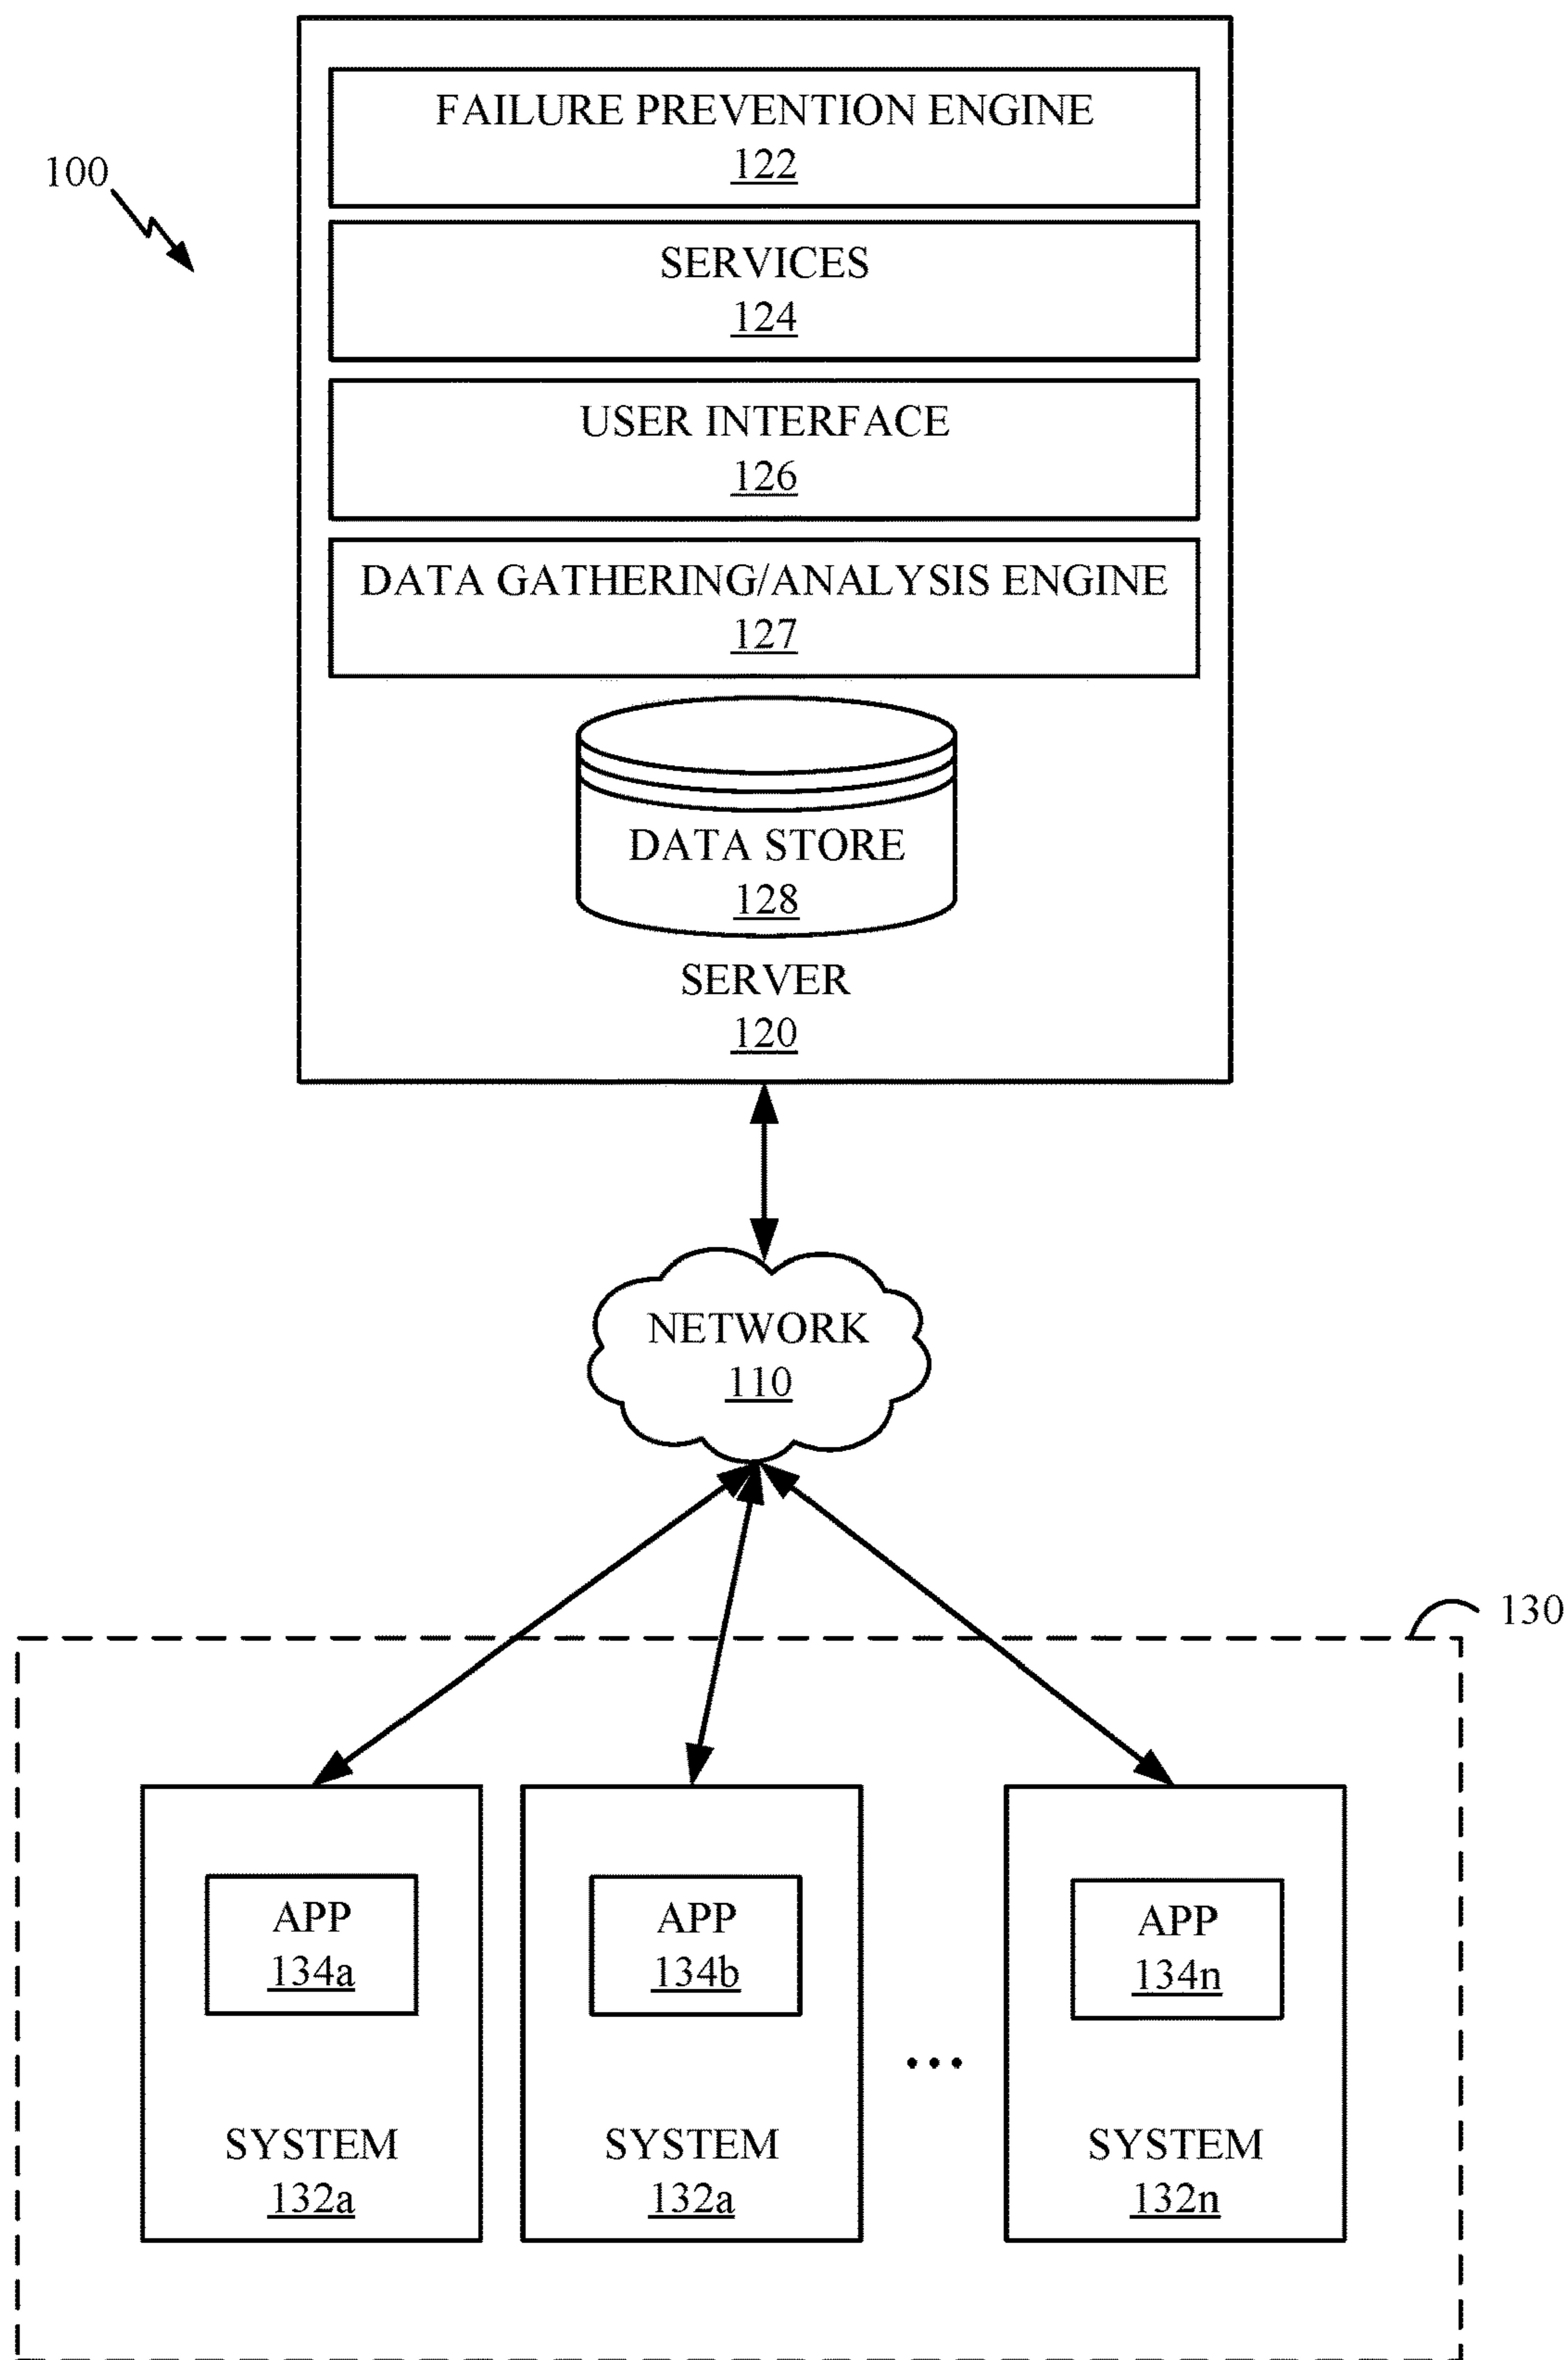 100
FAILURE PREVENTION ENGINE
122
SERVICES
124
USER INTERFACE
126
DATA GATHERING/ANALYSIS ENGINE
127
DATA STORE
128
SERVER
120
NETWORK
110
130
APP
134a
SYSTEM
132a
APP
134b
SYSTEM
132a
...
APP
134n
SYSTEM
132n